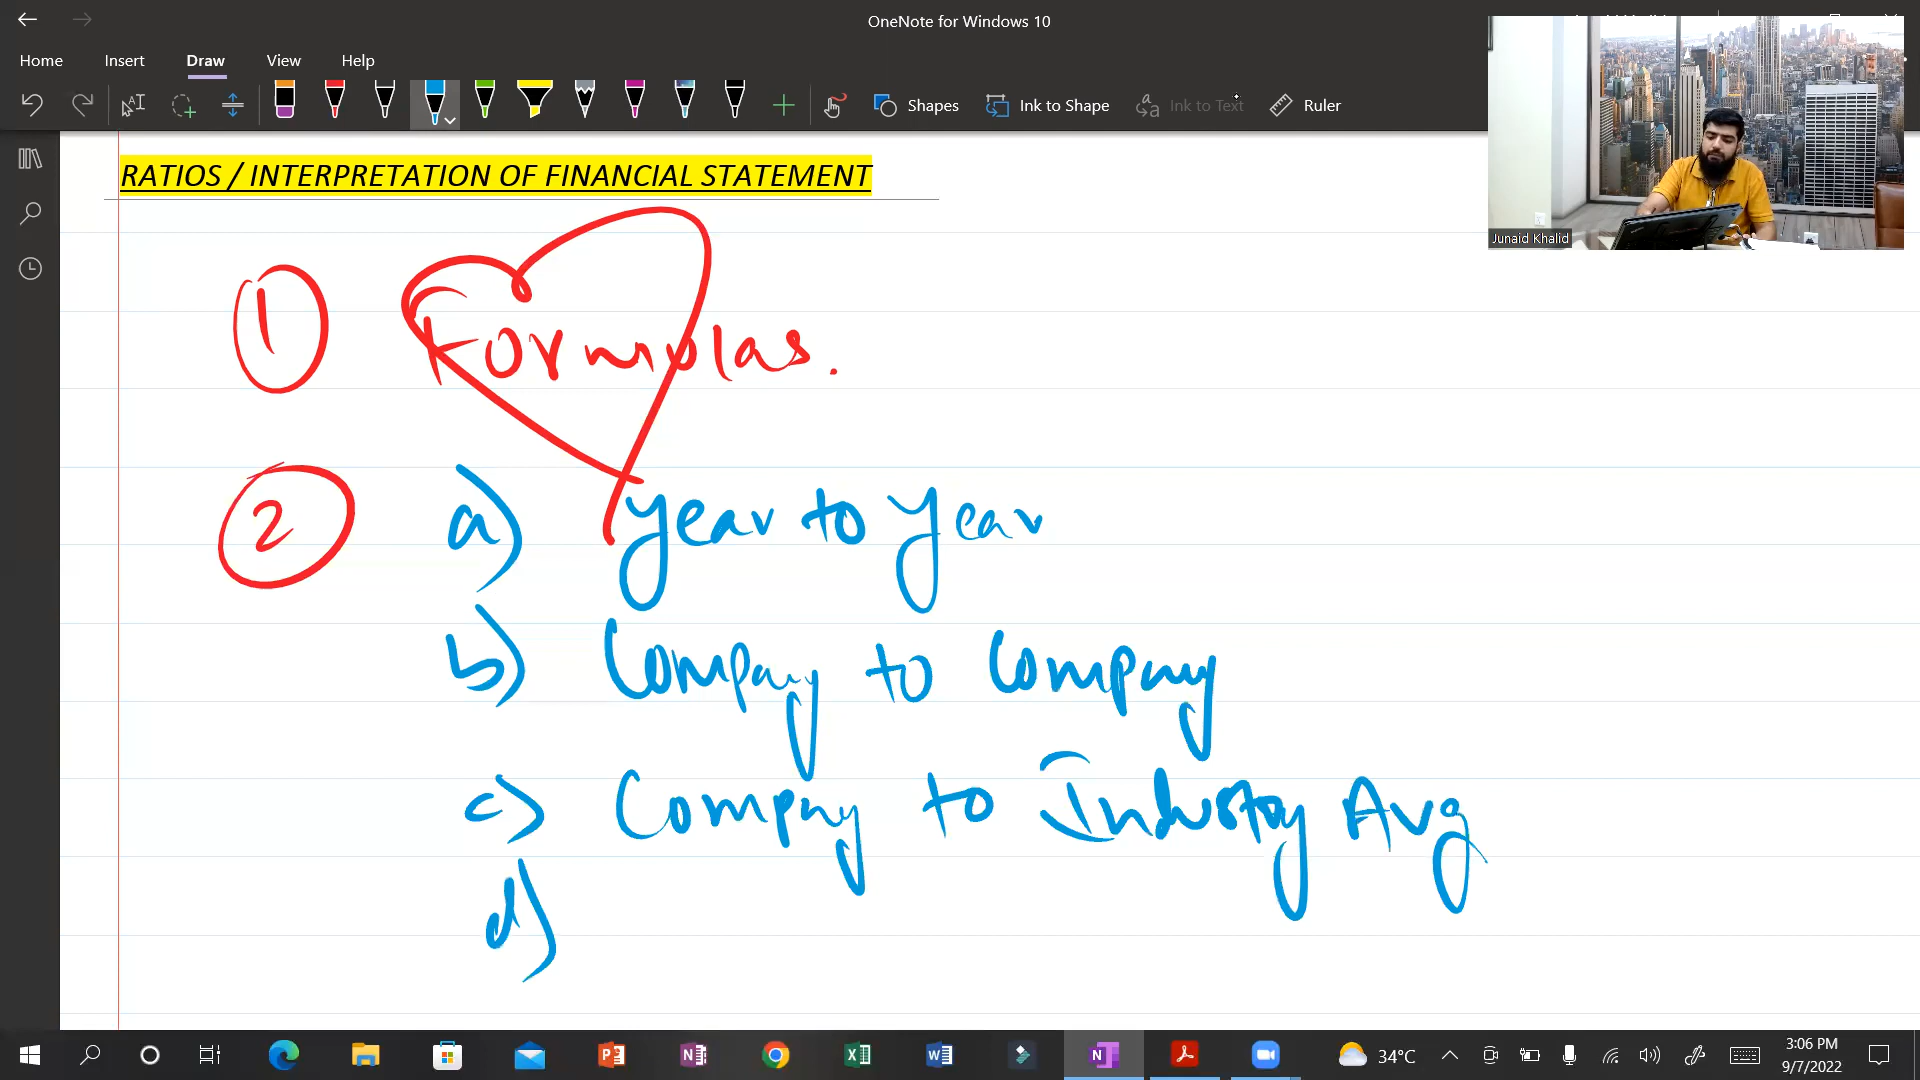 OneNote for Windows 10
Home Insert Draw View Help
Shapes Ink to Shape Ink to Text Ruler
Junaid Khalid
RATIOS / INTERPRETATION OF FINANCIAL STATEMENT
1 Formulas.
2 a) year to year
b) Company to Company
c) Company to Industry Avg
d)
34°C
3:06 PM
9/7/2022